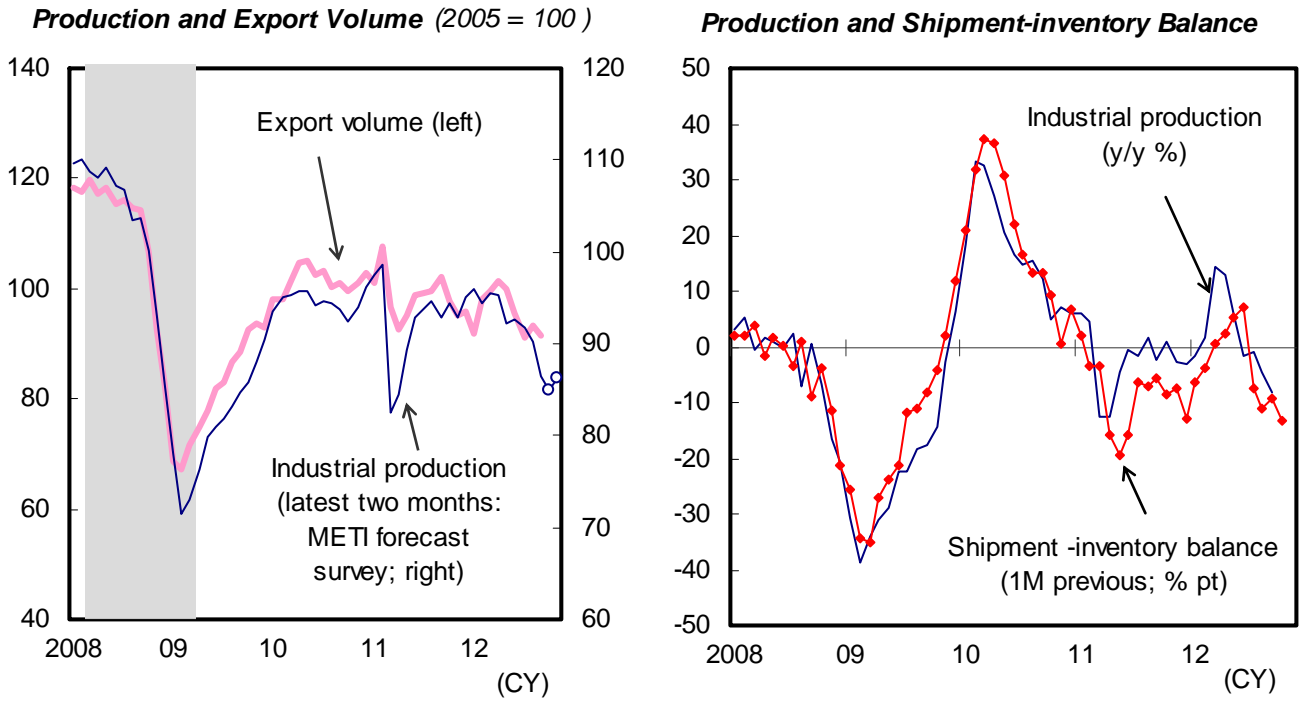 Production and Export Volume (2005 = 100 )
140
120
100
80
60
40
120
110
100
90
80
70
60
Export volume (left)
Industrial production
(latest two months:
METI forecast
survey; right)
2008 09 10 11 12
(CY)
Production and Shipment-inventory Balance
50
40
30
20
10
0
-10
-20
-30
-40
-50
Industrial production
(y/y %)
Shipment -inventory balance
(1M previous; % pt)
2008 09 10 11 12
(CY)